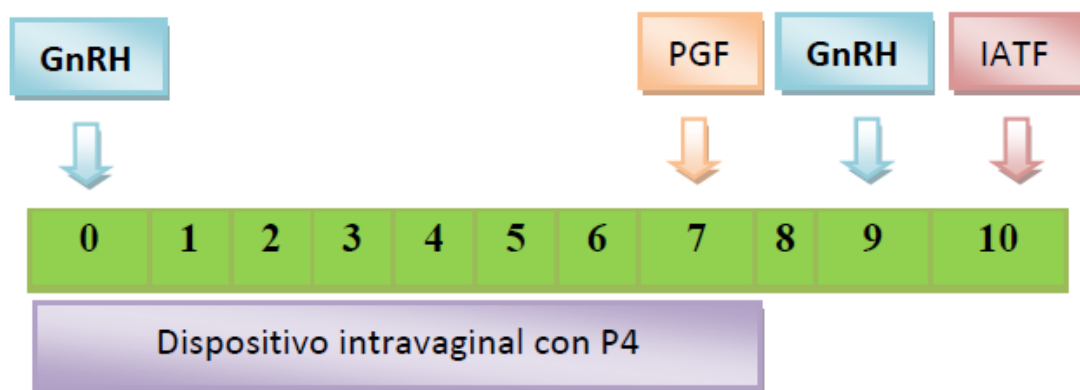 GnRH PGF GnRH IATF
0 1 2 3 4 5 6 7 8 9 10
Dispositivo intravaginal con P4